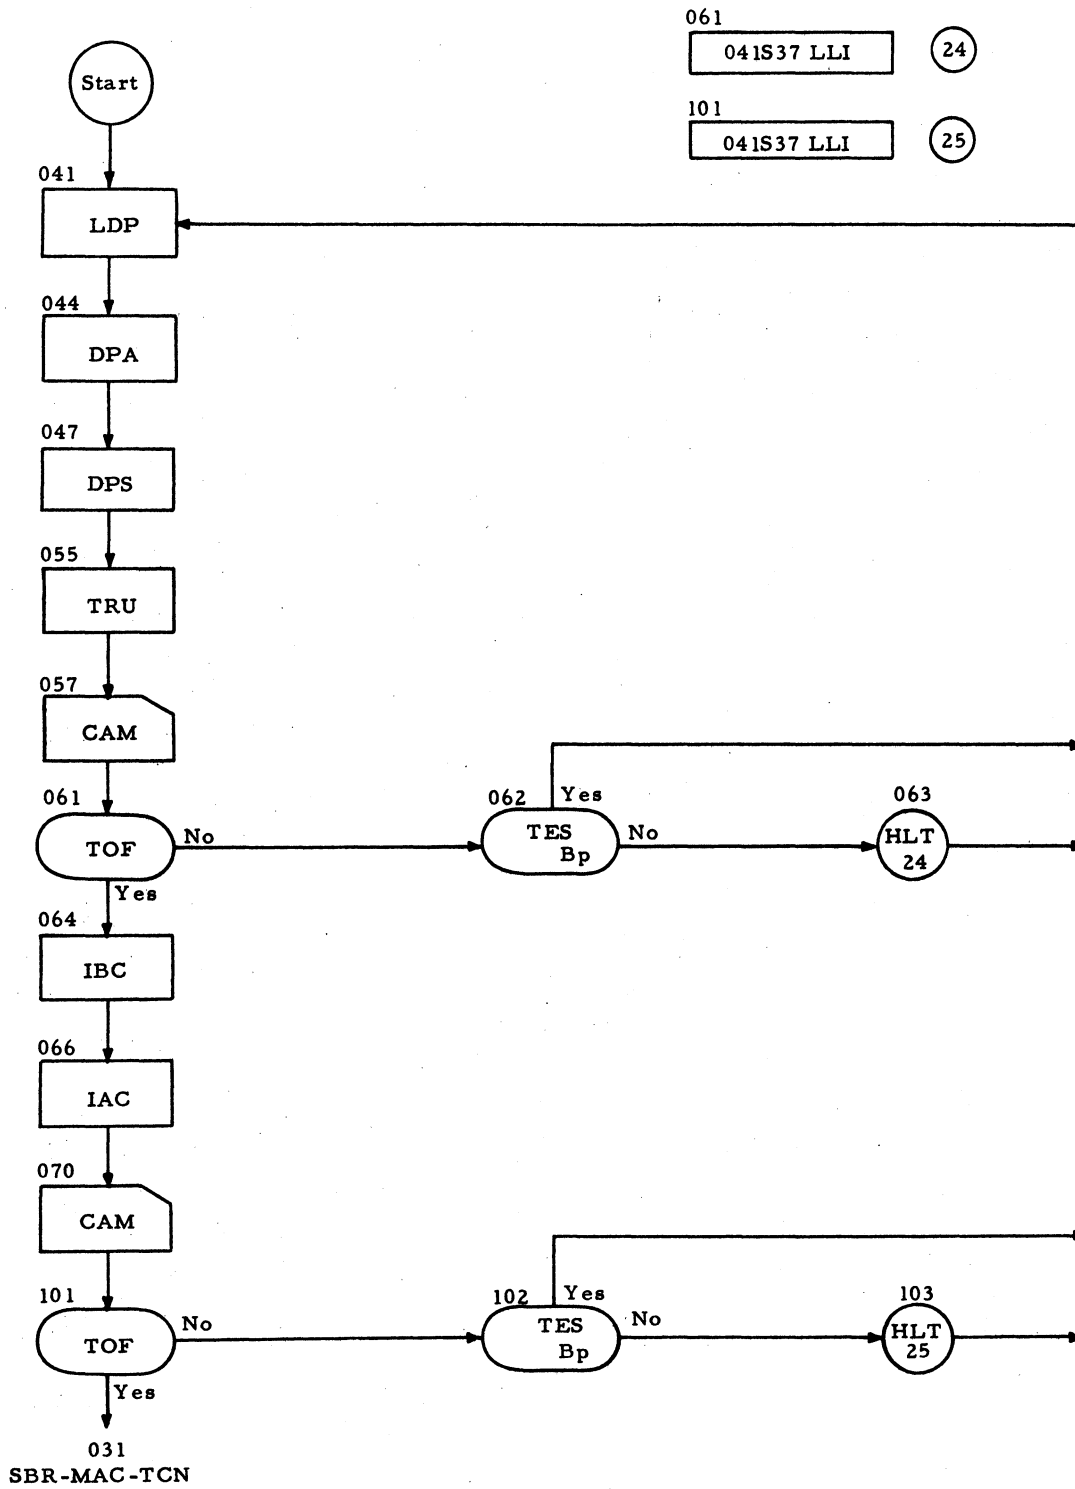 061
041S37 LLI
24
101
041S37 LLI
25
Start
041
LDP
044
DPA
047
DPS
055
TRU
057
CAM
061
TOF
No
Yes
062
TES
Bp
Yes
No
063
HLT
24
064
IBC
066
IAC
070
CAM
101
TOF
No
Yes
102
TES
Bp
Yes
No
103
HLT
25
031
SBR-MAC-TCN